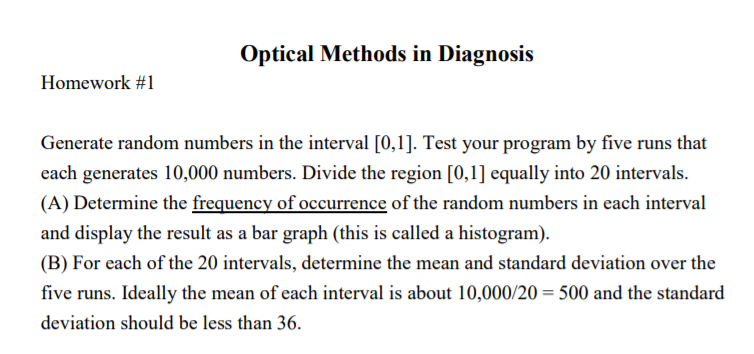 Optical Methods in Diagnosis
Homework #1
Generate random numbers in the interval [0,1]. Test your program by five runs that
each generates 10,000 numbers. Divide the region [0,1] equally into 20 intervals.
(A) Determine the frequency of occurrence of the random numbers in each interval
and display the result as a bar graph (this is called a histogram).
(B) For each of the 20 intervals, determine the mean and standard deviation over the
five runs. Ideally the mean of each interval is about 10,000/20 = 500 and the standard
deviation should be less than 36.